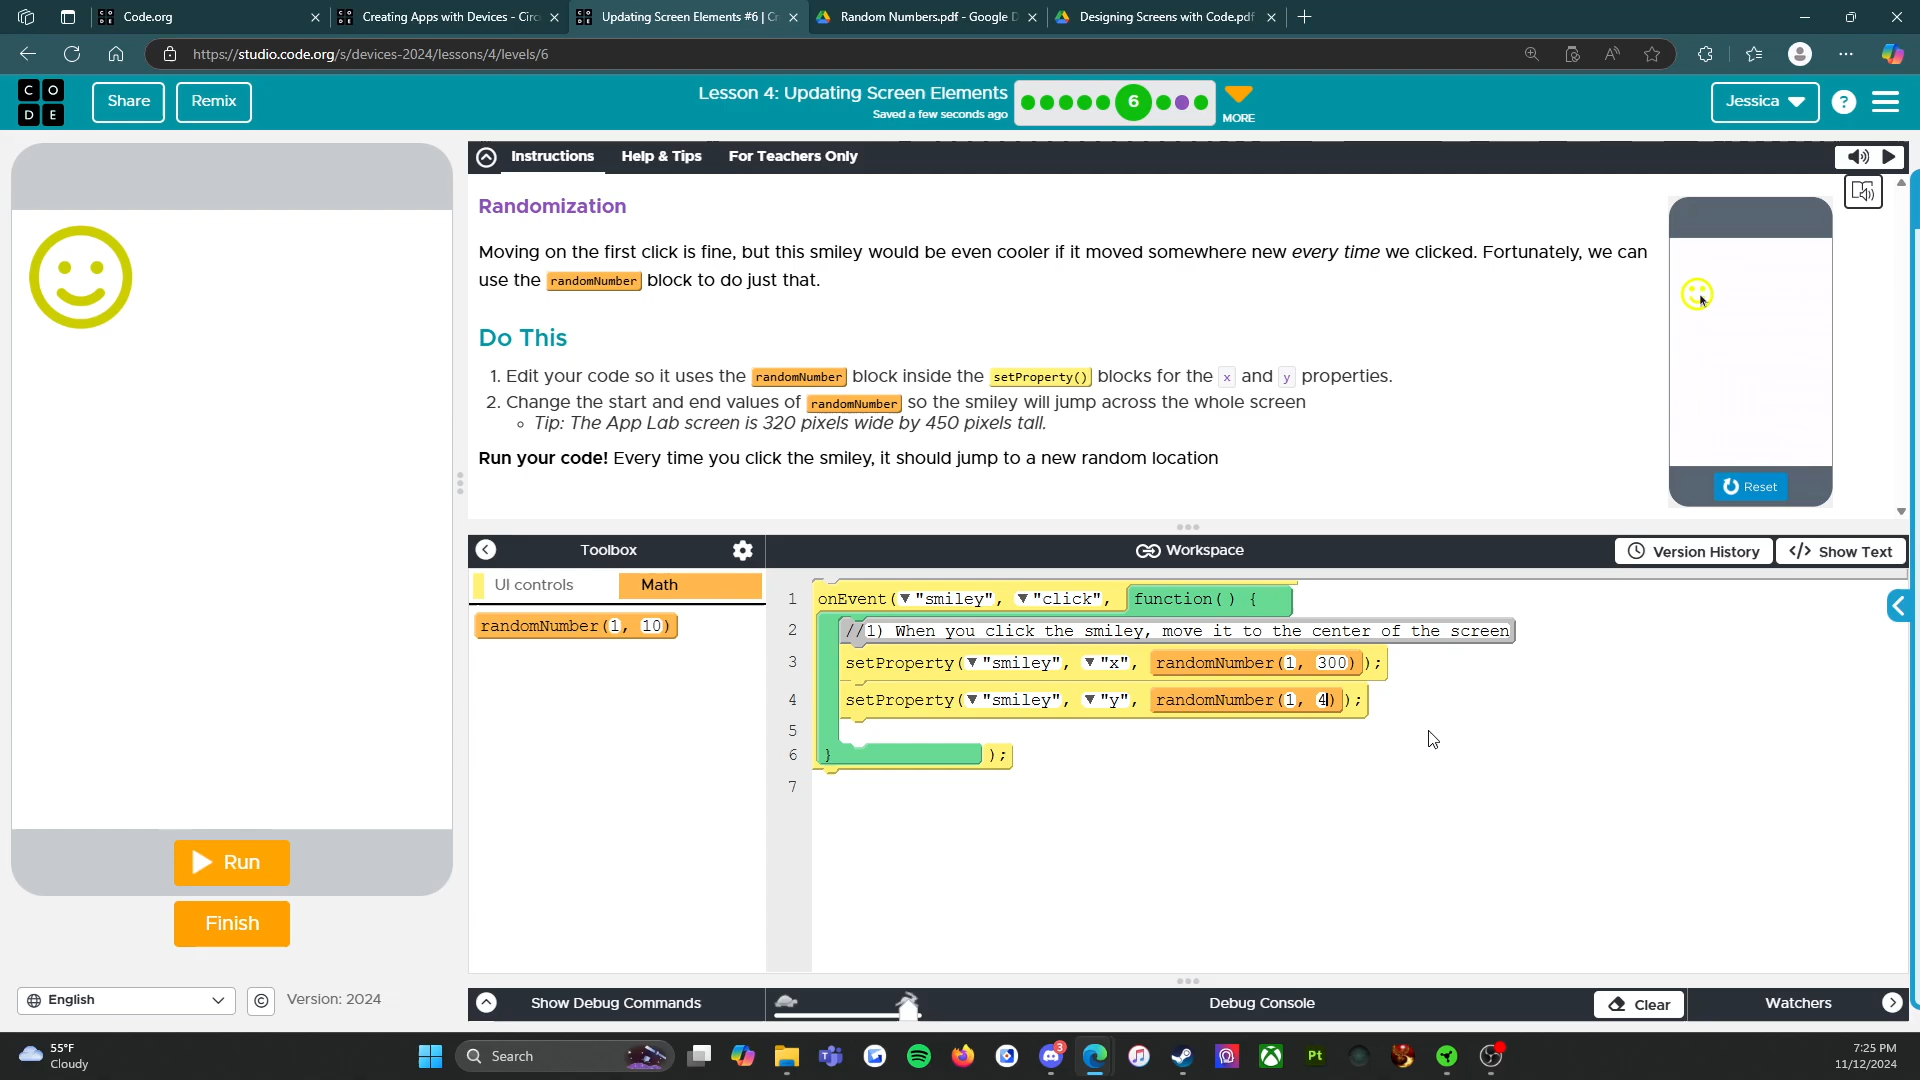 Code.org
Creating Apps with Devices - Circ
Updating Screen Elements #6 | Cr
Random Numbers.pdf - Google D
Designing Screens with Code.pdf
https://studio.code.org/s/devices-2024/lessons/4/levels/6
C O D E
Share
Remix
Lesson 4: Updating Screen Elements
Saved a few seconds ago
6
MORE
Jessica
?
Instructions
Help & Tips
For Teachers Only
Randomization
Moving on the first click is fine, but this smiley would be even cooler if it moved somewhere new every time we clicked. Fortunately, we can
use the randomNumber block to do just that.
Do This
1. Edit your code so it uses the randomNumber block inside the setProperty() blocks for the x and y properties.
2. Change the start and end values of randomNumber so the smiley will jump across the whole screen
Tip: The App Lab screen is 320 pixels wide by 450 pixels tall.
Run your code! Every time you click the smiley, it should jump to a new random location
Reset
Toolbox
Workspace
Version History
</> Show Text
UI controls
Math
randomNumber(1, 10)
1 onEvent(▼"smiley", ▼"click", function( ) {
2 //1) When you click the smiley, move it to the center of the screen
3 setProperty(▼"smiley", ▼"x", randomNumber(1, 300));
4 setProperty(▼"smiley", ▼"y", randomNumber(1, 4));
5
6 } );
7
Run
Finish
English
©
Version: 2024
Show Debug Commands
Debug Console
Clear
Watchers
55°F
Cloudy
Search
3
Pt
7:25 PM
11/12/2024